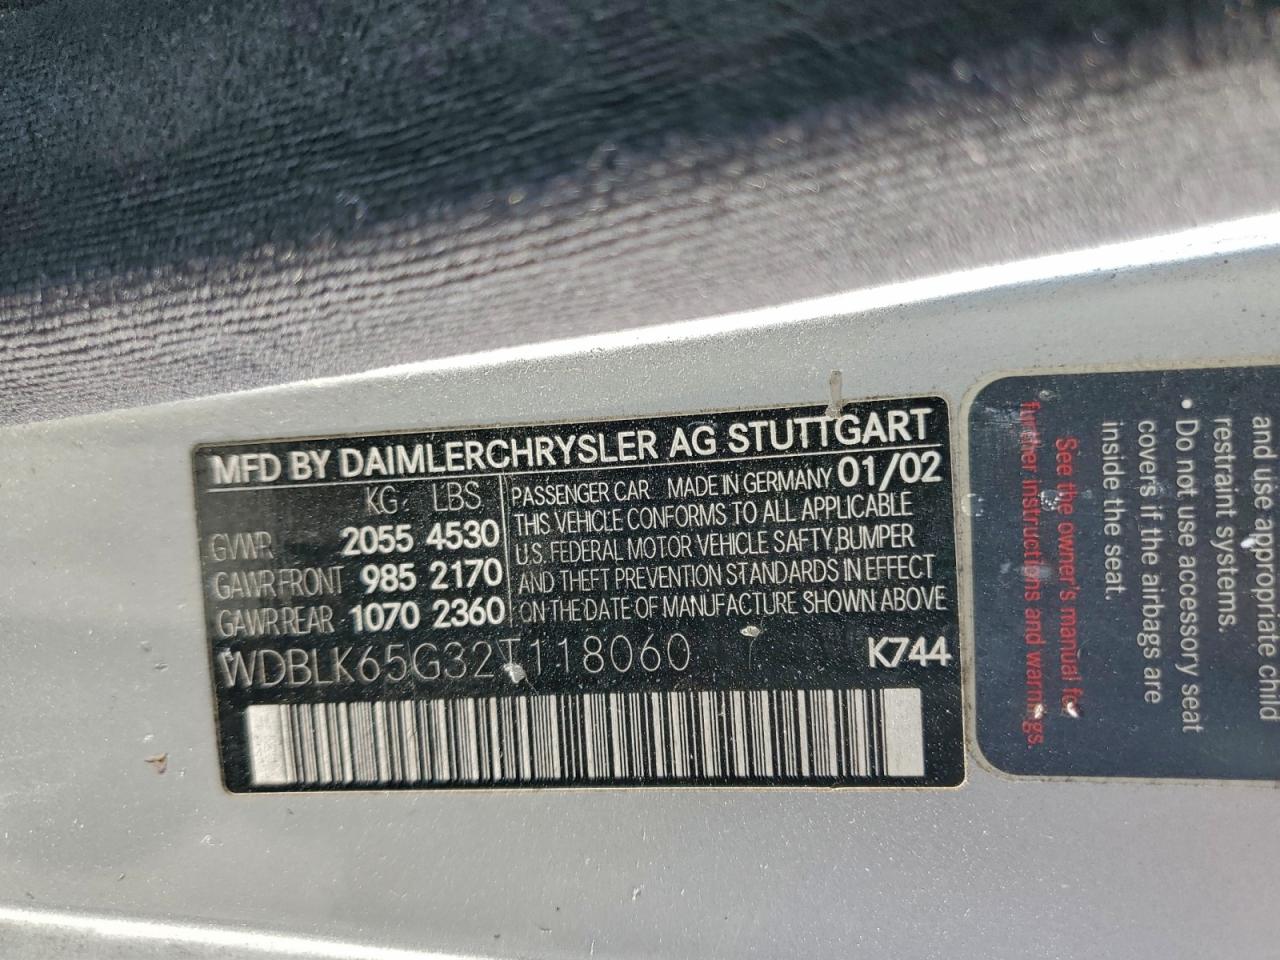 MFD BY DAIMLERCHRYSLER AG STUTTGART
KG LBS
GVWR 2055 4530
GAWR FRONT 985 2170
GAWR REAR 1070 2360
PASSENGER CAR MADE IN GERMANY 01/02
THIS VEHICLE CONFORMS TO ALL APPLICABLE
U.S. FEDERAL MOTOR VEHICLE SAFTY,BUMPER
AND THEFT PREVENTION STANDARDS IN EFFECT
ON THE DATE OF MANUFACTURE SHOWN ABOVE
WDBLK65G32T118060 K744
and use appropriate child
restraint systems.
• Do not use accessory seat
covers if the airbags are
inside the seat.
See the owner's manual for
further instructions and warnings.